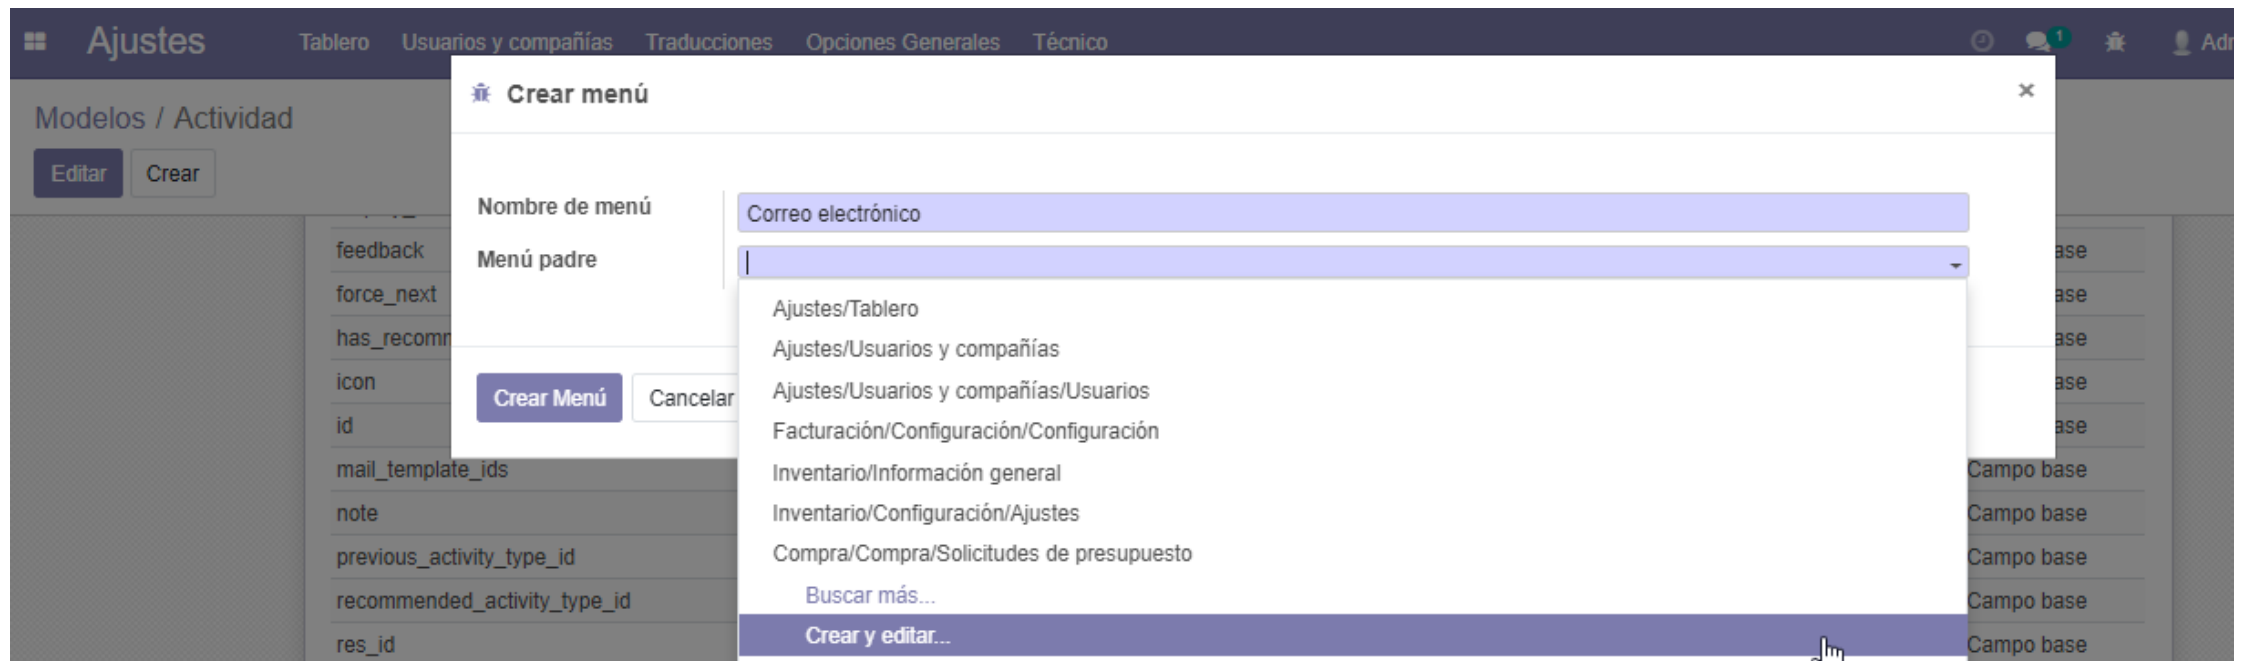 Ajustes Tablero Usuarios y compañías Traducciones Opciones Generales Técnico 1
Crear menú ×
Modelos / Actividad
Editar Crear
Nombre de menú Correo electrónico
Menú padre
feedback
force_next
has_recomm
icon
id
mail_template_ids Campo base
note Campo base
previous_activity_type_id Campo base
recommended_activity_type_id Campo base
res_id Campo base
Ajustes/Tablero
Ajustes/Usuarios y compañías
Ajustes/Usuarios y compañías/Usuarios
Facturación/Configuración/Configuración
Inventario/Información general
Inventario/Configuración/Ajustes
Compra/Compra/Solicitudes de presupuesto
Buscar más...
Crear y editar...
Crear Menú Cancelar